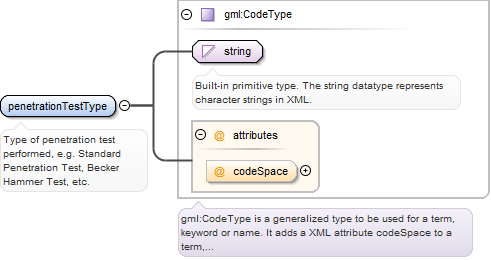 gml:CodeType
string
Built-in primitive type. The string datatype represents
character strings in XML.
penetrationTestType
Type of penetration test
performed, e.g. Standard
Penetration Test, Becker
Hammer Test, etc.
@ attributes
@ codeSpace
gml:CodeType is a generalized type to be used for a term,
keyword or name. It adds a XML attribute codeSpace to a
term,...